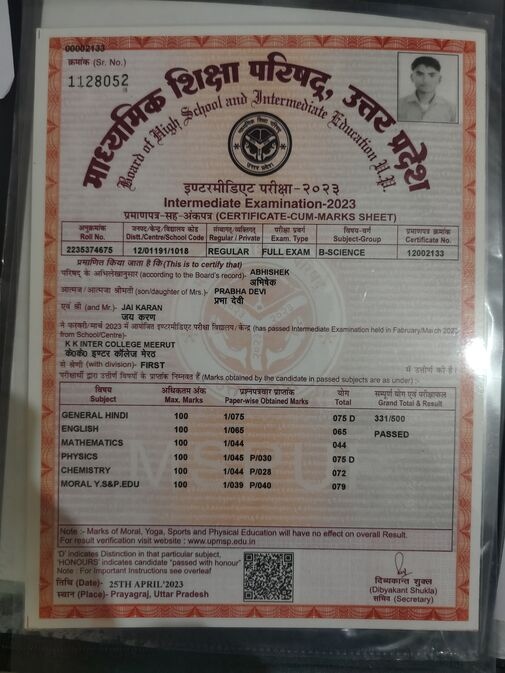 00002133
क्रमांक (Sr. No.)
1128052
माध्यमिक शिक्षा परिषद्, उत्तर प्रदेश
Board of High School and Intermediate Education U.P.
इण्टरमीडिएट परीक्षा-२०२३
Intermediate Examination-2023
प्रमाणपत्र-सह-अंकपत्र (CERTIFICATE-CUM-MARKS SHEET)
अनुक्रमांक जनपद/केन्द्र/विद्यालय कोड संस्थागत/व्यक्तिगत परीक्षा प्रवर्ग विषय-वर्ग प्रमाणपत्र क्रमांक
Roll No. Distt./Centre/School Code Regular / Private Exam. Type Subject-Group Certificate No.
2235374675 12/01191/1018 REGULAR FULL EXAM B-SCIENCE 12002133
प्रमाणित किया जाता है कि(This is to certify that)
परिषद् के अभिलेखानुसार (according to the Board's record)- ABHISHEK
अभिषेक
आत्मज / आत्मजा श्रीमती (son/daughter of Mrs.)- PRABHA DEVI
प्रभा देवी
एवं श्री (and Mr.)- JAI KARAN
जय करण
ने फरवरी/मार्च 2023 में आयोजित इण्टरमीडिएट परीक्षा विद्यालय/ केन्द्र (has passed Intermediate Examination held in Fabruary/March 2023
from School/Centre)-
K K INTER COLLEGE MEERUT
के०के० इण्टर कॉलेज मेरठ
से श्रेणी (with division)- FIRST में उत्तीर्ण की है।
परीक्षार्थी द्वारा उत्तीर्ण विषयों के प्राप्तांक निम्नवत हैं (Marks obtained by the candidate in passed subjects are as under) :-
विषय अधिकतम अंक प्रश्नपत्रवार प्राप्तांक योग सम्पूर्ण योग एवं परीक्षाफल
Subject Max. Marks Paper-wise Obtained Marks Total Grand Total & Result
GENERAL HINDI 100 1/075 075 D 331/500
ENGLISH 100 1/065 065 PASSED
MATHEMATICS 100 1/044 044
PHYSICS 100 1/045 P/030 075 D
CHEMISTRY 100 1/044 P/028 072
MORAL Y.S&P.EDU 100 1/039 P/040 079
Note :- Marks of Moral, Yoga, Sports and Physical Education will have no effect on overall Result.
For result verification visit website : www.upmsp.edu.in
'D' indicates Distinction in that particular subject,
'HONOURS' indicates candidate "passed with honour"
Note : For Important Instructions see overleaf
तिथि (Date)- 25TH APRIL'2023
स्थान (Place)- Prayagraj, Uttar Pradesh
दिव्यकान्त शुक्ल
(Dibyakant Shukla)
सचिव (Secretary)